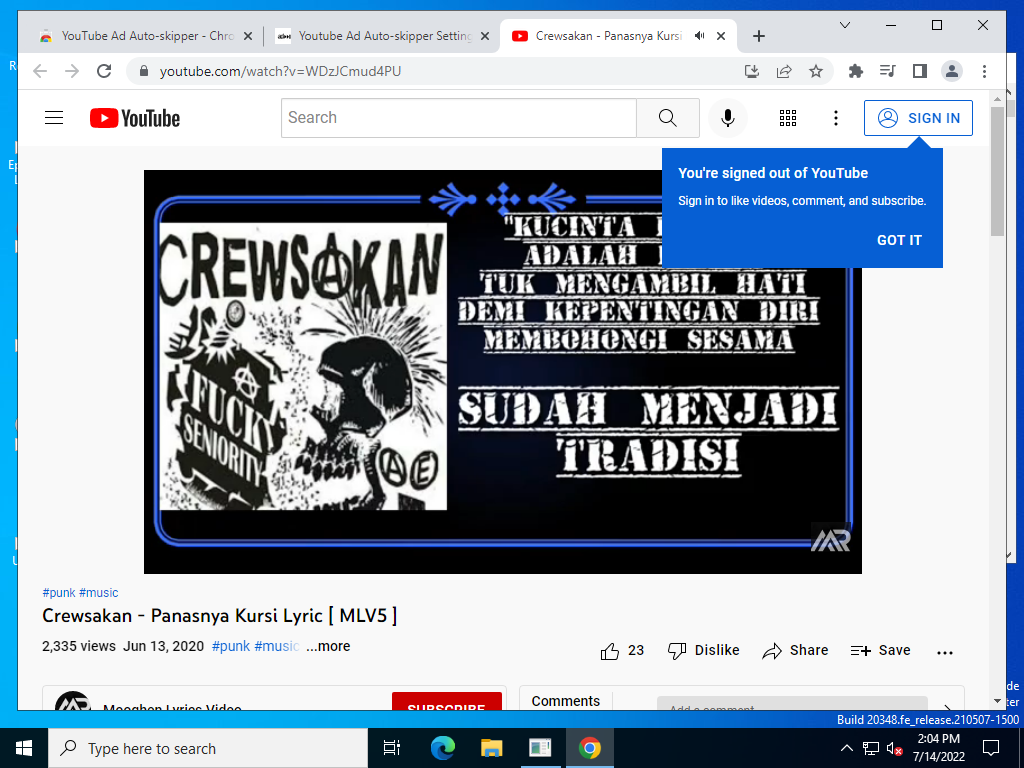 YouTube Ad Auto-skipper - Chro
Youtube Ad Auto-skipper Setting
Crewsakan - Panasnya Kursi
youtube.com/watch?v=WDzJCmud4PU
YouTube
Search
SIGN IN
You're signed out of YouTube
Sign in to like videos, comment, and subscribe.
GOT IT
"KUCINTA
ADALAH
TUK MENGAMBIL HATI
DEMI KEPENTINGAN DIRI
MEMBOHONGI SESAMA
SUDAH MENJADI
TRADISI
CREWSAKAN
FUCK
SENIORITY
A E
MR
#punk #music
Crewsakan - Panasnya Kursi Lyric [ MLV5 ]
2,335 views Jun 13, 2020 #punk #music ...more
23
Dislike
Share
Save
Mooghen Lyrics Video
SUBSCRIBE
Comments
Add a comment...
Build 20348.fe_release.210507-1500
Type here to search
2:04 PM
7/14/2022